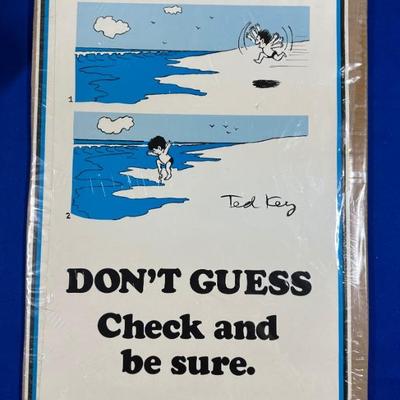 1
2
Ted Key
DON'T GUESS
Check and
be sure.